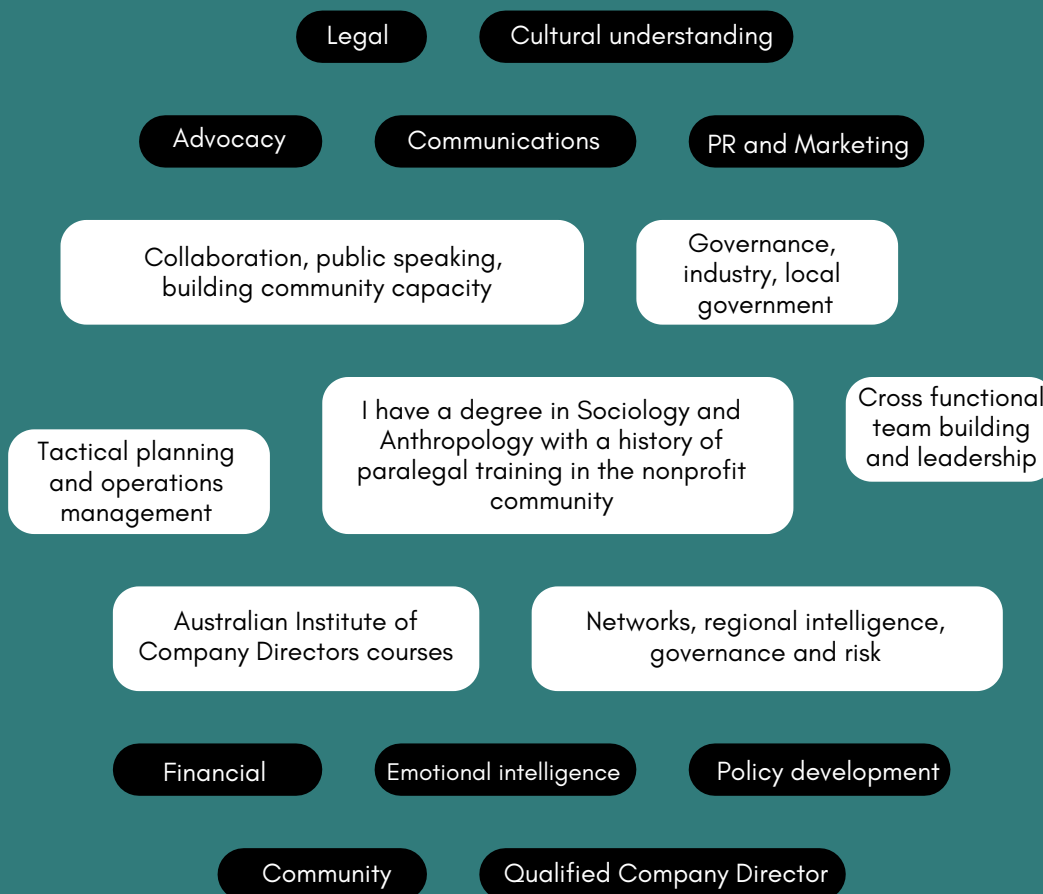 Legal
Cultural understanding
Advocacy
Communications
PR and Marketing
Collaboration, public speaking,
building community capacity
Governance,
industry, local
government
Cross functional
team building
and leadership
I have a degree in Sociology and
Anthropology with a history of
paralegal training in the nonprofit
community
Tactical planning
and operations
management
Australian Institute of
Company Directors courses
Networks, regional intelligence,
governance and risk
Financial
Emotional intelligence
Policy development
Community
Qualified Company Director